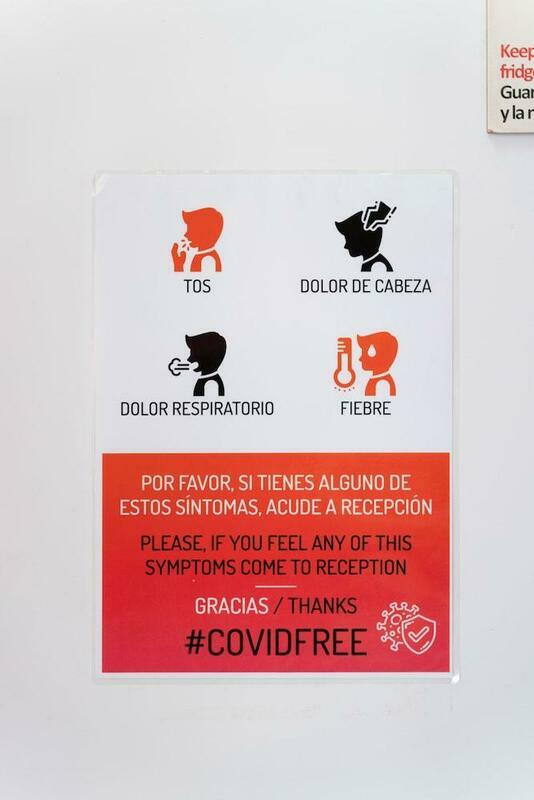 Keep
Guar
y la
TOS
DOLOR DE CABEZA
DOLOR RESPIRATORIO
FIEBRE
POR FAVOR, SI TIENES ALGUNO DE
ESTOS SÍNTOMAS, ACUDE A RECEPCIÓN
PLEASE, IF YOU FEEL ANY OF THIS
SYMPTOMS COME TO RECEPTION
GRACIAS / THANKS
#COVIDFREE